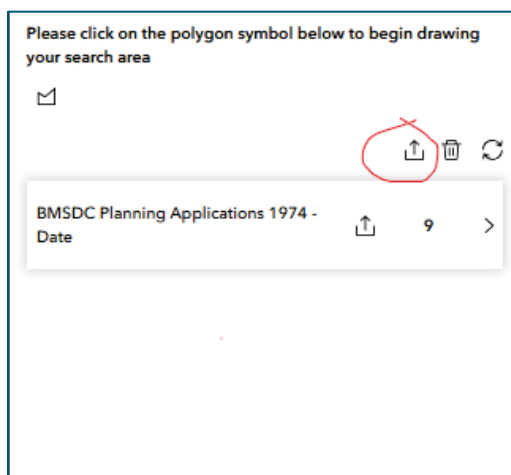 Please click on the polygon symbol below to begin drawing
your search area
BMSDC Planning Applications 1974 -
Date
9